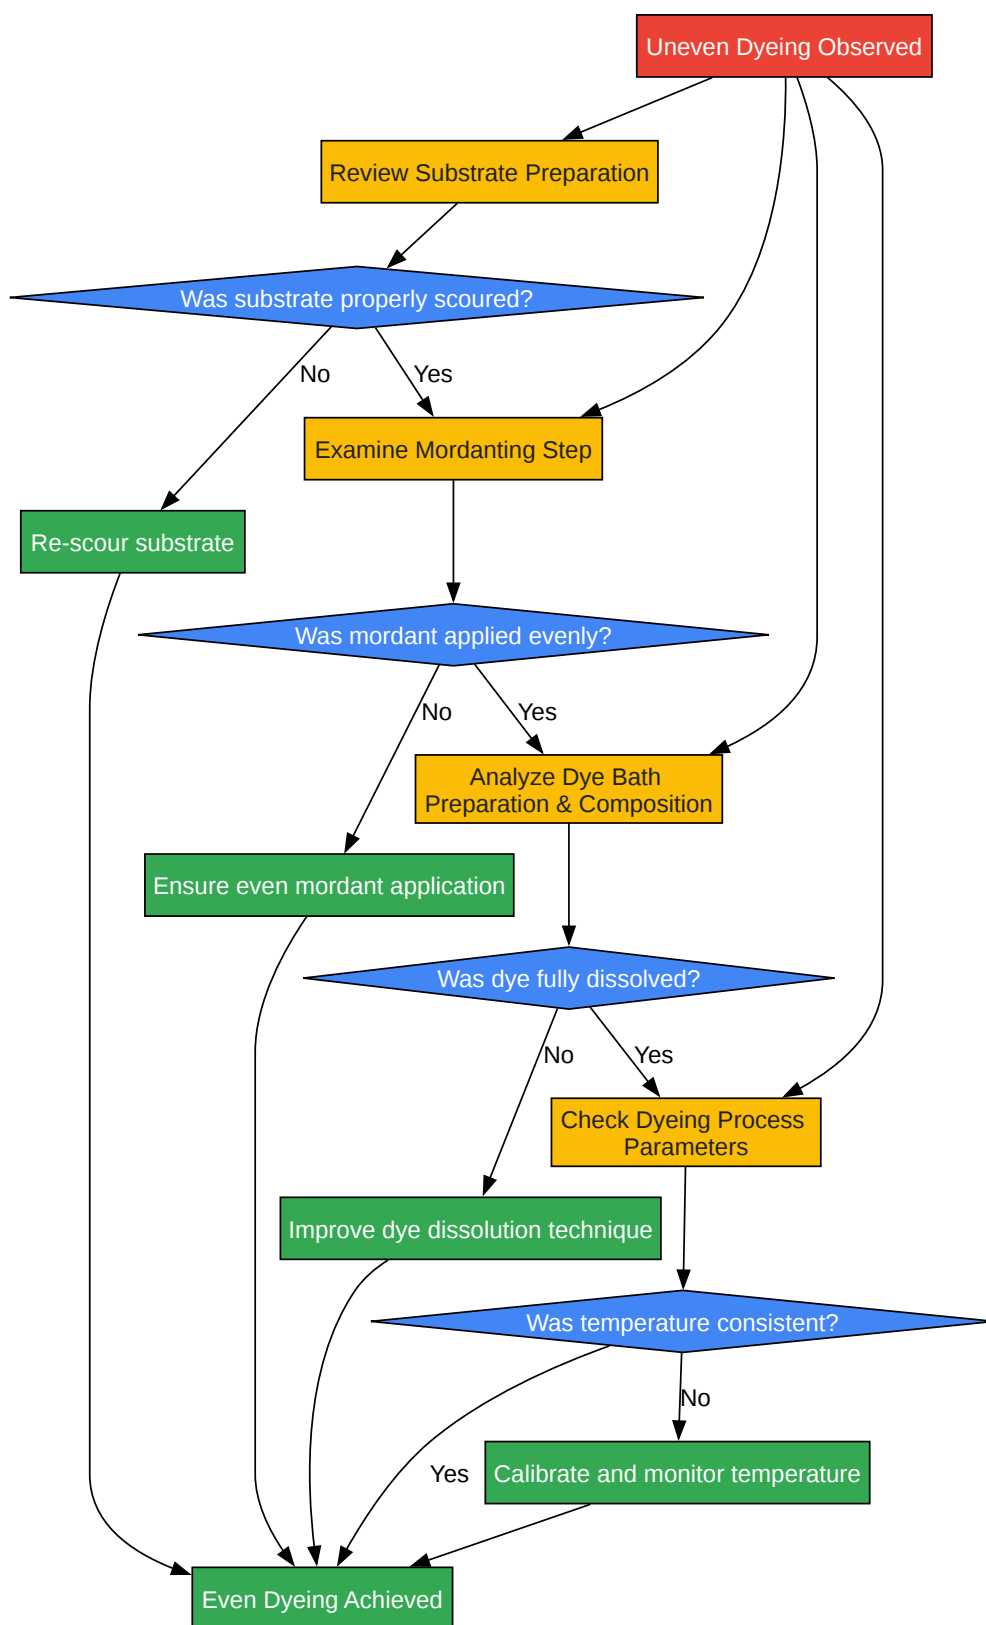 Uneven Dyeing Observed
Review Substrate Preparation
Was substrate properly scoured?
No
Yes
Examine Mordanting Step
Re-scour substrate
Was mordant applied evenly?
No
Yes
Analyze Dye Bath
Preparation & Composition
Ensure even mordant application
Was dye fully dissolved?
No
Yes
Check Dyeing Process
Parameters
Improve dye dissolution technique
Was temperature consistent?
No
Yes
Calibrate and monitor temperature
Even Dyeing Achieved